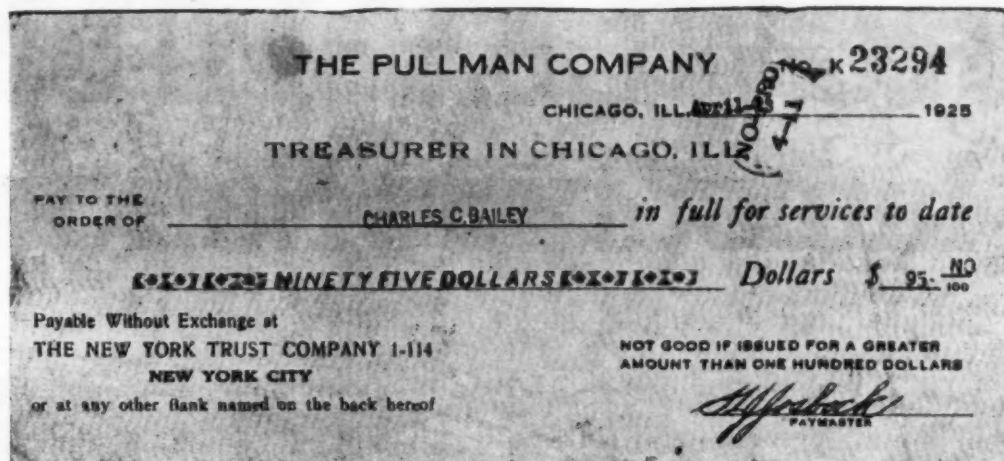 THE PULLMAN COMPANY
No. K 23294
CHICAGO, ILL. April 1925
TREASURER IN CHICAGO, ILL
PAY TO THE
ORDER OF CHARLES C. BAILEY in full for services to date
NINETY FIVE DOLLARS Dollars $ 95. NO/100
Payable Without Exchange at
THE NEW YORK TRUST COMPANY 1-114
NEW YORK CITY
or at any other Bank named on the back hereof
NOT GOOD IF ISSUED FOR A GREATER
AMOUNT THAN ONE HUNDRED DOLLARS
PAYMASTER